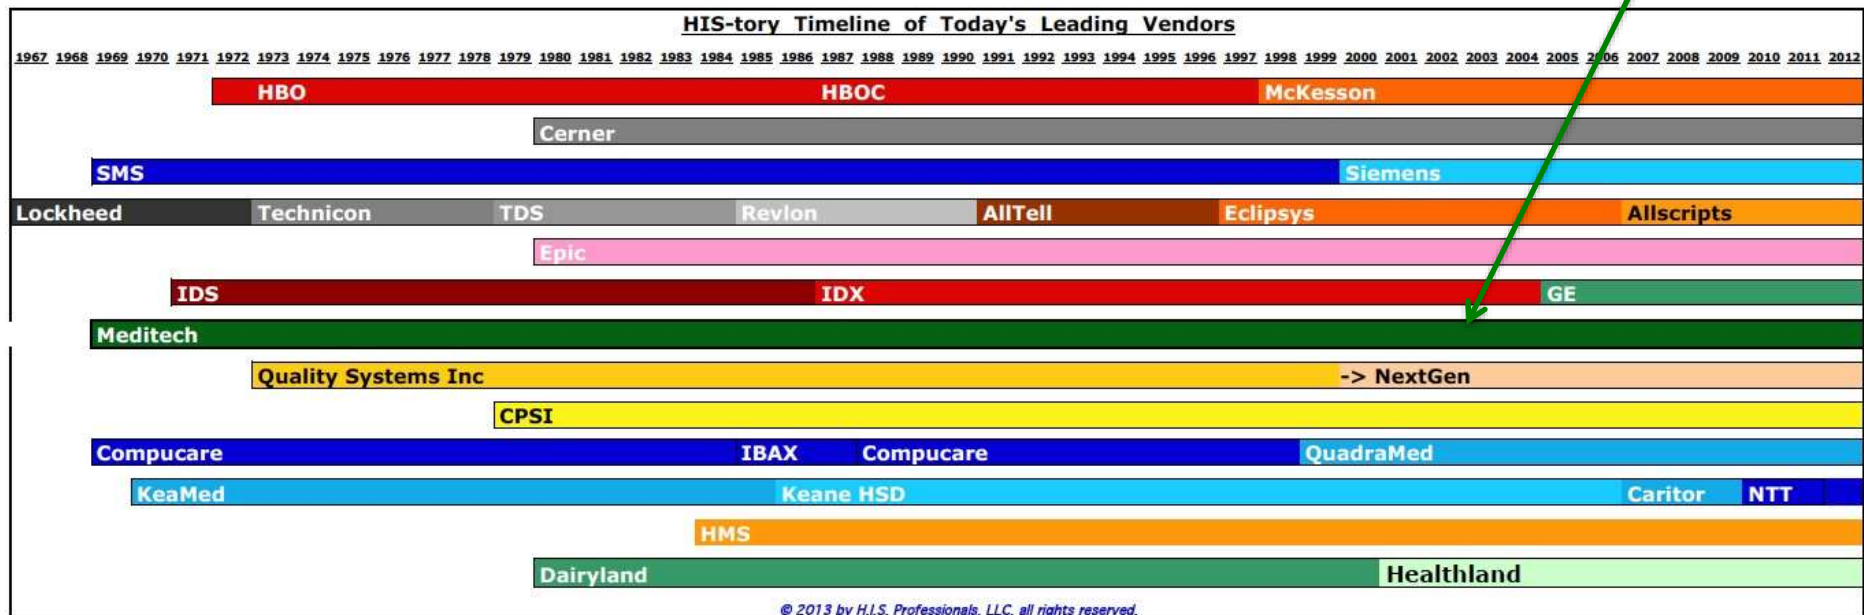 HIS-tory Timeline of Today's Leading Vendors
1967 1968 1969 1970 1971 1972 1973 1974 1975 1976 1977 1978 1979 1980 1981 1982 1983 1984 1985 1986 1987 1988 1989 1990 1991 1992 1993 1994 1995 1996 1997 1998 1999 2000 2001 2002 2003 2004 2005 2006 2007 2008 2009 2010 2011 2012
HBO HBOC McKesson
Cerner
SMS Siemens
Lockheed Technicon TDS Revlon AllTell Eclipsys Allscripts
Epic
IDS IDX GE
Meditech
Quality Systems Inc -> NextGen
CPSI
Compucare IBAX Compucare QuadraMed
KeaMed Keane HSD Caritor NTT
HMS
Dairyland Healthland
© 2013 by H.I.S. Professionals, LLC, all rights reserved.